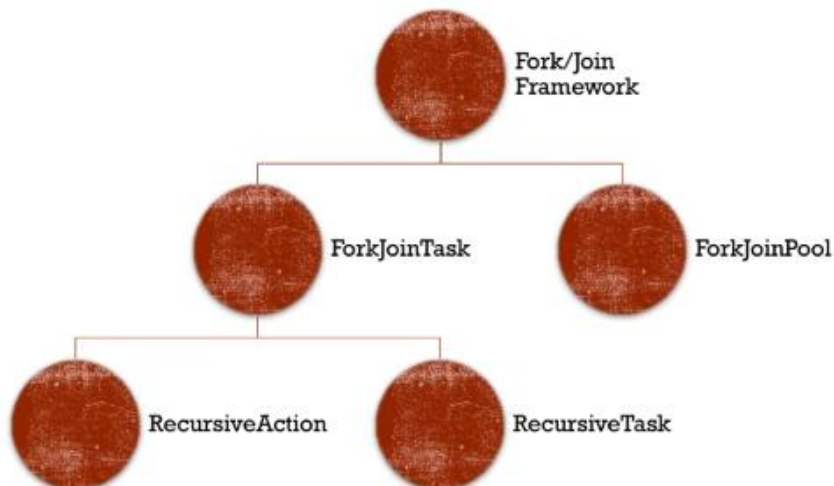 Fork/Join
Framework
ForkJoinTask
ForkJoinPool
RecursiveAction
RecursiveTask